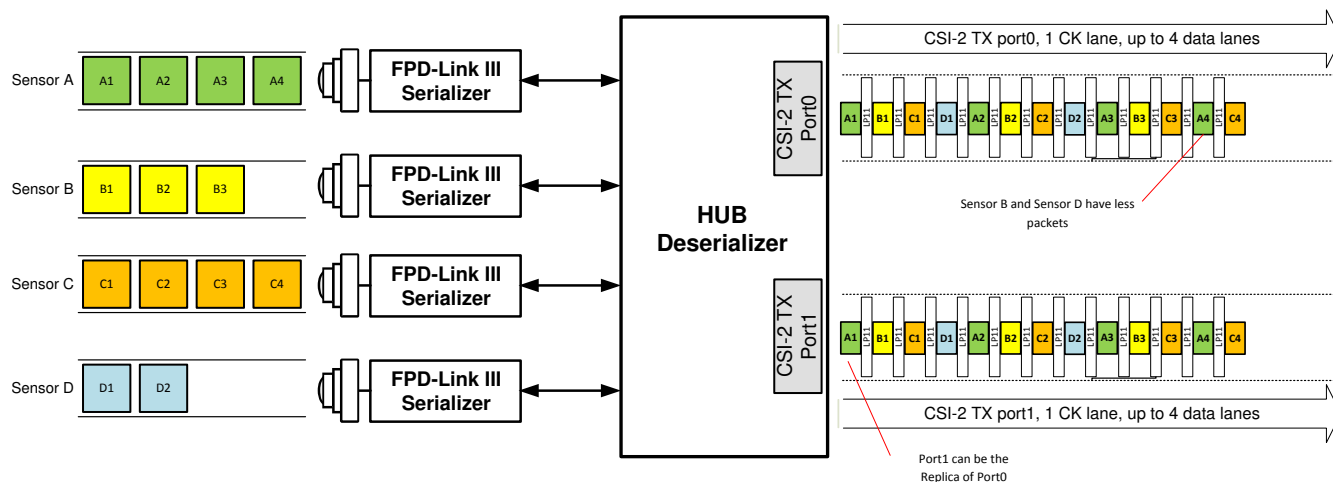 CSI-2 TX port0, 1 CK lane, up to 4 data lanes
Sensor A A1 A2 A3 A4 FPD-Link III Serializer
CSI-2 TX Port0
A1 LP11 B1 LP11 C1 LP11 D1 LP11 A2 LP11 B2 LP11 C2 LP11 D2 LP11 A3 LP11 B3 LP11 C3 LP11 A4 LP11 C4
Sensor B B1 B2 B3 FPD-Link III Serializer
Sensor B and Sensor D have less
packets
HUB
Deserializer
Sensor C C1 C2 C3 C4 FPD-Link III Serializer
CSI-2 TX Port1
A1 LP11 B1 LP11 C1 LP11 D1 LP11 A2 LP11 B2 LP11 C2 LP11 D2 LP11 A3 LP11 B3 LP11 C3 LP11 A4 LP11 C4
Sensor D D1 D2 FPD-Link III Serializer
CSI-2 TX port1, 1 CK lane, up to 4 data lanes
Port1 can be the
Replica of Port0